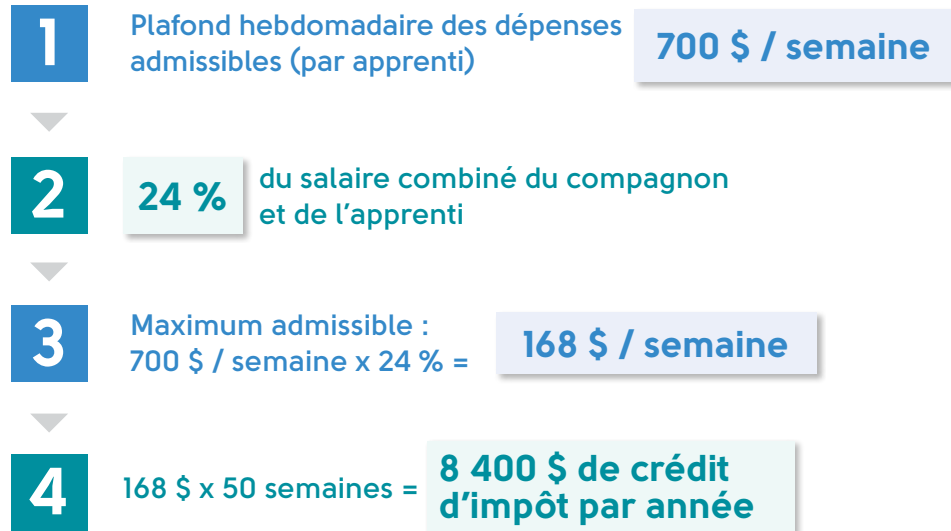 1
Plafond hebdomadaire des dépenses
admissibles (par apprenti)
700 $ / semaine
2
24 %
du salaire combiné du compagnon
et de l’apprenti
3
Maximum admissible :
700 $ / semaine x 24 % =
168 $ / semaine
4
168 $ x 50 semaines =
8 400 $ de crédit
d'impôt par année